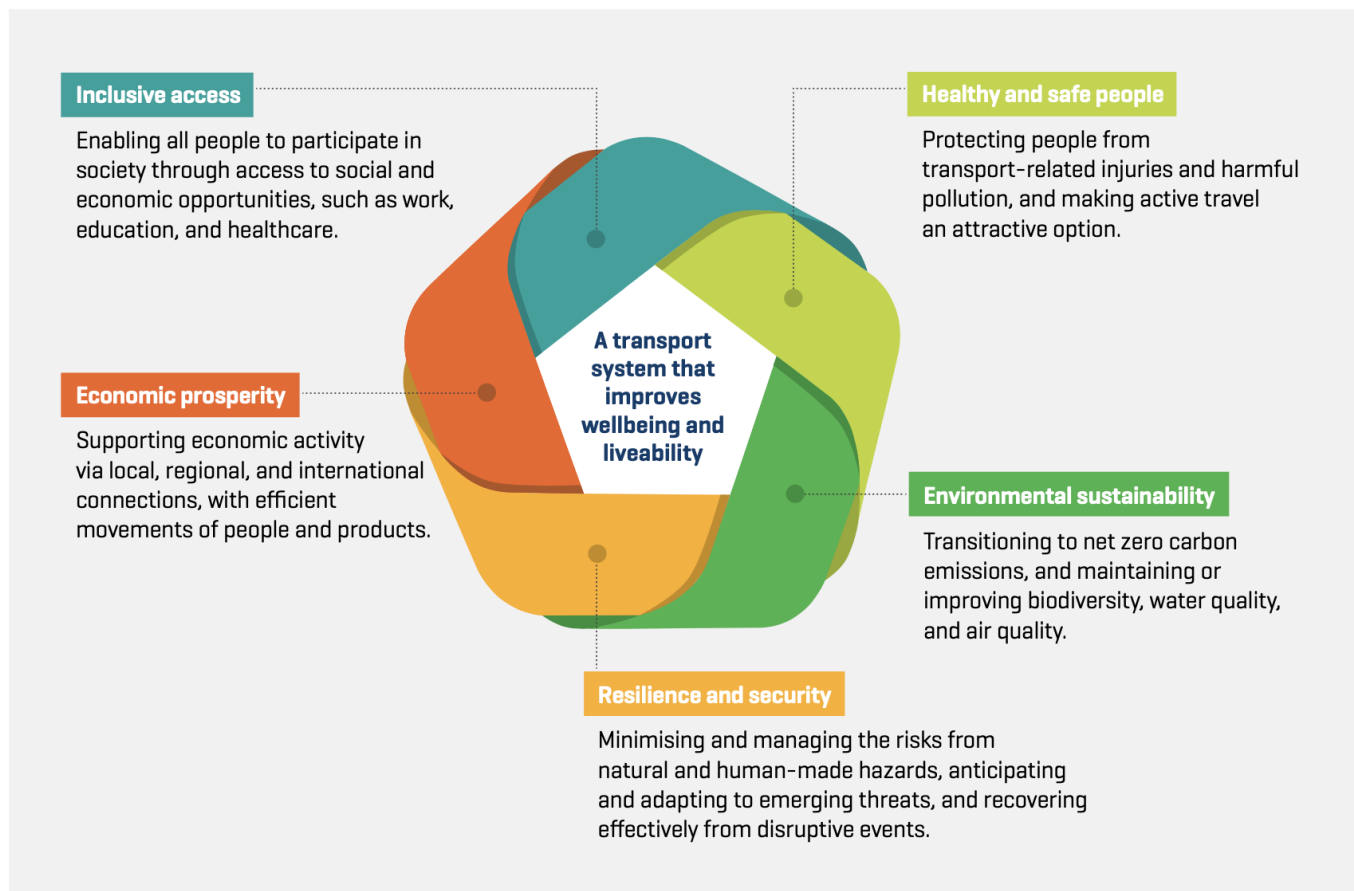 Inclusive access
Enabling all people to participate in
society through access to social and
economic opportunities, such as work,
education, and healthcare.
Healthy and safe people
Protecting people from
transport-related injuries and harmful
pollution, and making active travel
an attractive option.
A transport
system that
improves
wellbeing and
liveability
Economic prosperity
Supporting economic activity
via local, regional, and international
connections, with efficient
movements of people and products.
Environmental sustainability
Transitioning to net zero carbon
emissions, and maintaining or
improving biodiversity, water quality,
and air quality.
Resilience and security
Minimising and managing the risks from
natural and human-made hazards, anticipating
and adapting to emerging threats, and recovering
effectively from disruptive events.